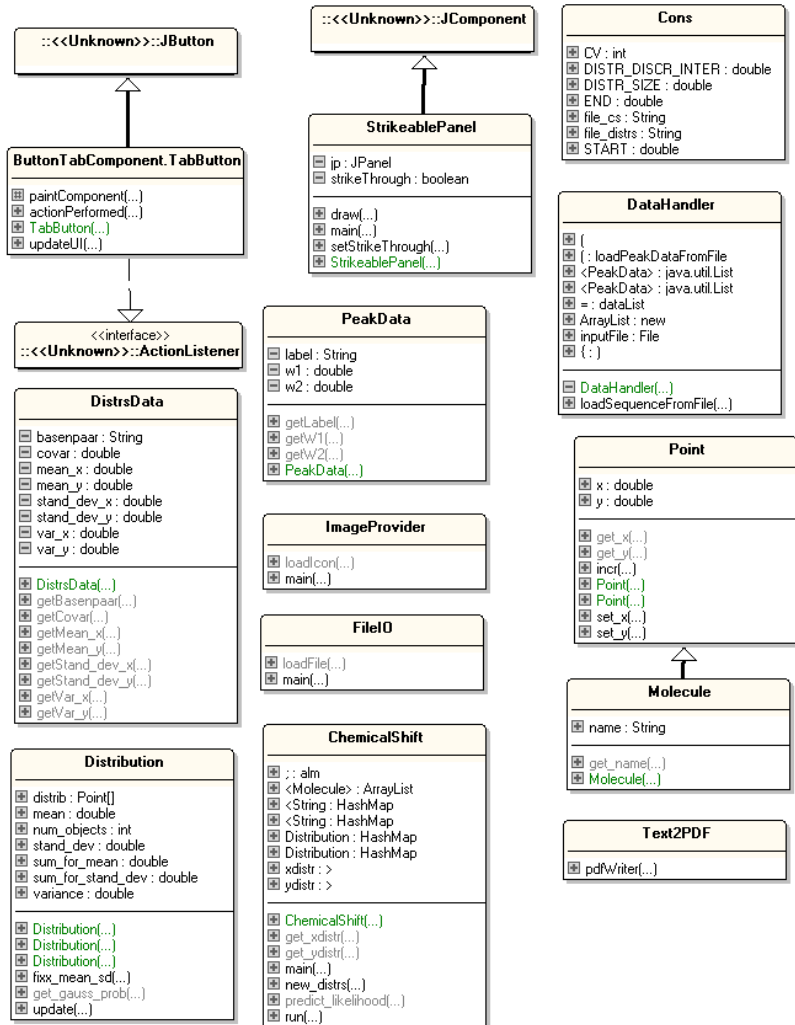 ::<<Unknown>>::JButton
ButtonTabComponent.TabButton
paintComponent(...)
actionPerformed(...)
TabButton(...)
updateUI(...)
<<interface>>
::<<Unknown>>::ActionListener
DistrsData
basenpaar : String
covar : double
mean_x : double
mean_y : double
stand_dev_x : double
stand_dev_y : double
var_x : double
var_y : double
DistrsData(...)
getBasenpaar(...)
getCovar(...)
getMean_x(...)
getMean_y(...)
getStand_dev_x(...)
getStand_dev_y(...)
getVar_x(...)
getVar_y(...)
Distribution
distrib : Point[]
mean : double
num_objects : int
stand_dev : double
sum_for_mean : double
sum_for_stand_dev : double
variance : double
Distribution(...)
Distribution(...)
Distribution(...)
fixx_mean_sd(...)
get_gauss_prob(...)
update(...)
::<<Unknown>>::JComponent
StrikeablePanel
jp : JPanel
strikeThrough : boolean
draw(...)
main(...)
setStrikeThrough(...)
StrikeablePanel(...)
PeakData
label : String
w1 : double
w2 : double
getLabel(...)
getW1(...)
getW2(...)
PeakData(...)
ImageProvider
loadIcon(...)
main(...)
FileIO
loadFile(...)
main(...)
ChemicalShift
; : alm
<Molecule> : ArrayList
<String : HashMap
<String : HashMap
Distribution : HashMap
Distribution : HashMap
xdistr : >
ydistr : >
ChemicalShift(...)
get_xdistr(...)
get_ydistr(...)
main(...)
new_distrs(...)
predict_likelihood(...)
run(...)
Cons
CV : int
DISTR_DISCR_INTER : double
DISTR_SIZE : double
END : double
file_cs : String
file_distrs : String
START : double
DataHandler
(
( : loadPeakDataFromFile
<PeakData> : java.util.List
<PeakData> : java.util.List
= : dataList
ArrayList : new
inputFile : File
{ : )
DataHandler(...)
loadSequenceFromFile(...)
Point
x : double
y : double
get_x(...)
get_y(...)
incr(...)
Point(...)
Point(...)
set_x(...)
set_y(...)
Molecule
name : String
get_name(...)
Molecule(...)
Text2PDF
pdfWriter(...)